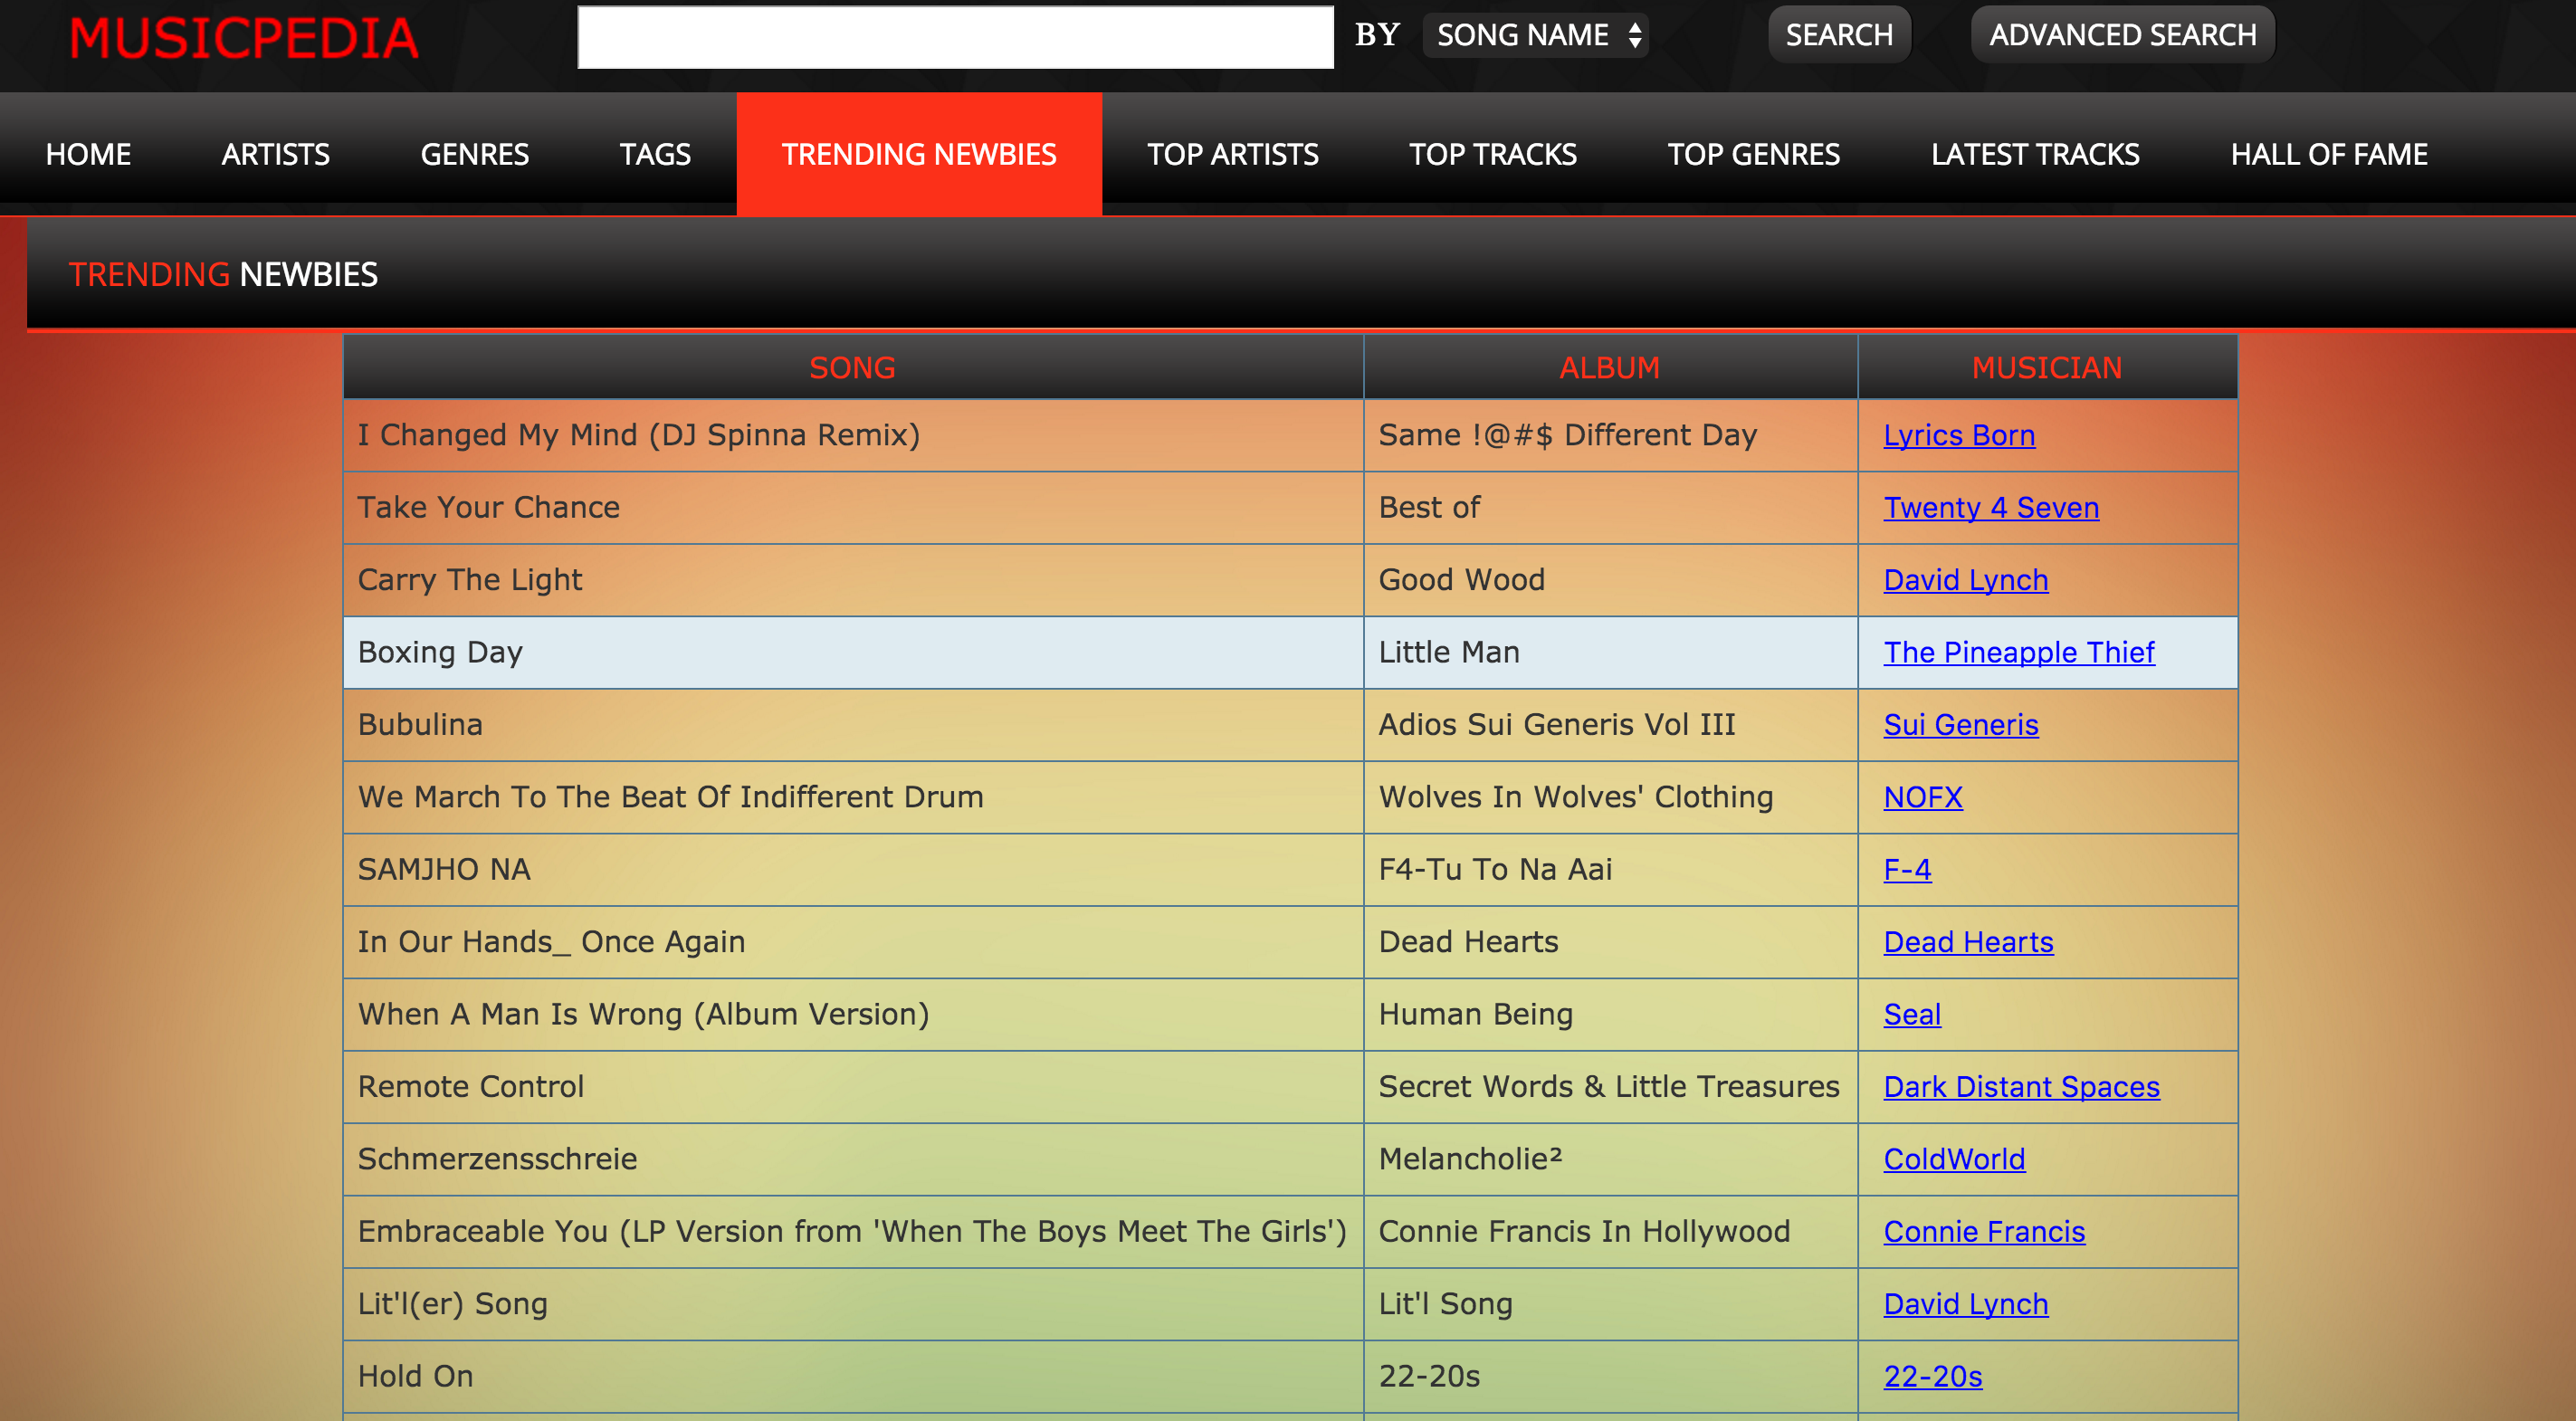 MUSICPEDIA BY SONG NAME SEARCH ADVANCED SEARCH
HOME ARTISTS GENRES TAGS TRENDING NEWBIES TOP ARTISTS TOP TRACKS TOP GENRES LATEST TRACKS HALL OF FAME
TRENDING NEWBIES
SONG ALBUM MUSICIAN
I Changed My Mind (DJ Spinna Remix) Same !@#$ Different Day Lyrics Born
Take Your Chance Best of Twenty 4 Seven
Carry The Light Good Wood David Lynch
Boxing Day Little Man The Pineapple Thief
Bubulina Adios Sui Generis Vol III Sui Generis
We March To The Beat Of Indifferent Drum Wolves In Wolves' Clothing NOFX
SAMJHO NA F4-Tu To Na Aai F-4
In Our Hands_ Once Again Dead Hearts Dead Hearts
When A Man Is Wrong (Album Version) Human Being Seal
Remote Control Secret Words & Little Treasures Dark Distant Spaces
Schmerzensschreie Melancholie² ColdWorld
Embraceable You (LP Version from 'When The Boys Meet The Girls') Connie Francis In Hollywood Connie Francis
Lit'l(er) Song Lit'l Song David Lynch
Hold On 22-20s 22-20s